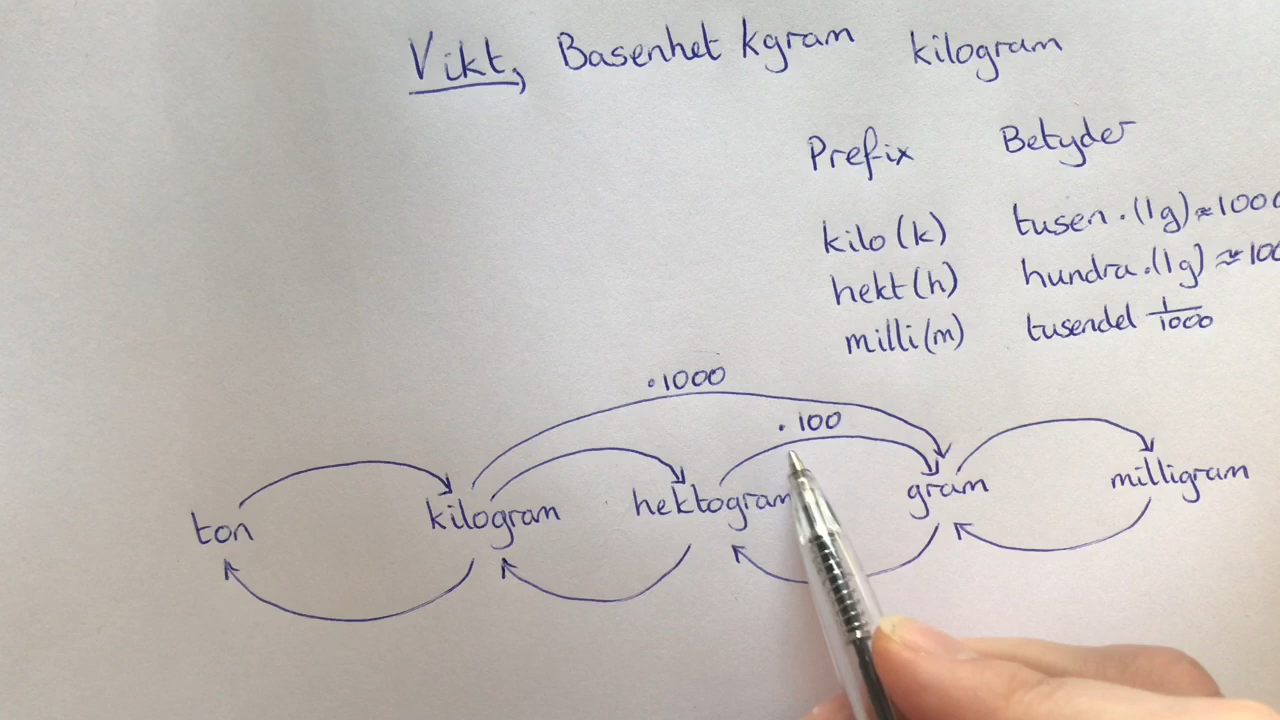 Vikt, Basenhet kgram kilogram
Prefix Betyder
kilo (k) tusen · (1g) ≈ 1000
hekt (h) hundra · (1g) ≈ 100
milli (m) tusendel 1/1000
· 1000
· 100
ton kilogram hektogram gram milligram